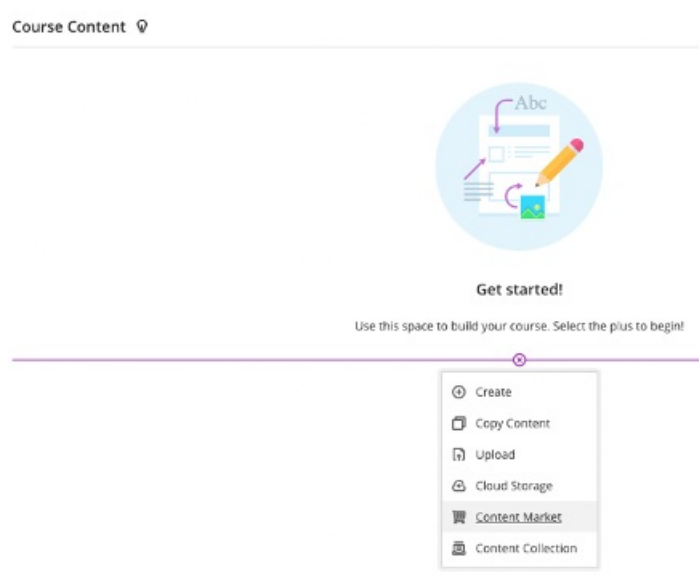 Course Content
Abc
Get started!
Use this space to build your course. Select the plus to begin!
Create
Copy Content
Upload
Cloud Storage
Content Market
Content Collection